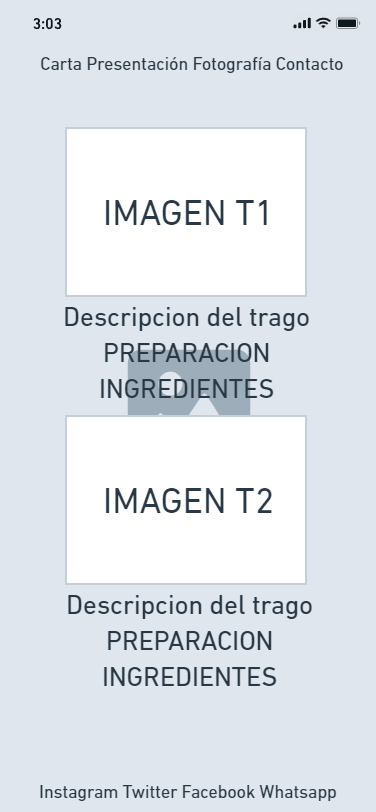 3:03
Carta Presentación Fotografía Contacto
IMAGEN T1
Descripcion del trago
PREPARACION
INGREDIENTES
IMAGEN T2
Descripcion del trago
PREPARACION
INGREDIENTES
Instagram Twitter Facebook Whatsapp